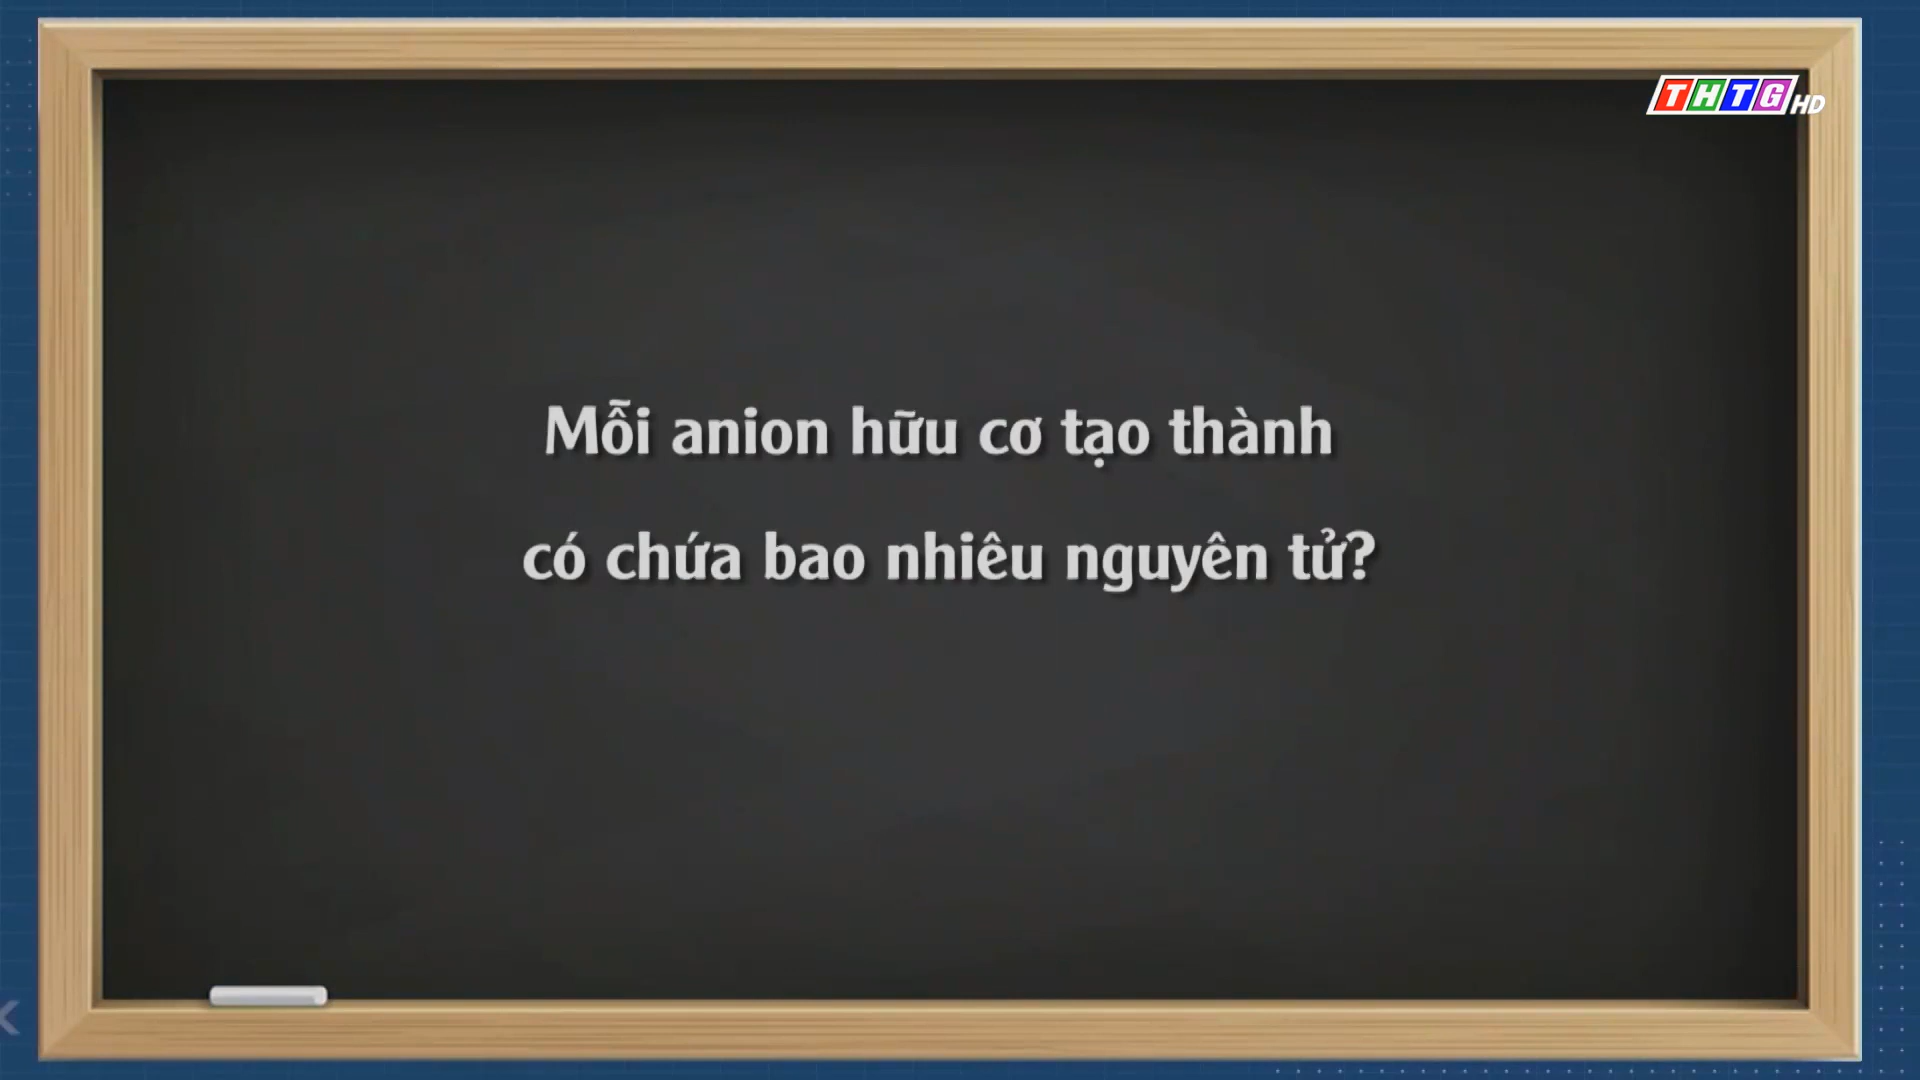 THTG HD
Mỗi anion hữu cơ tạo thành
có chứa bao nhiêu nguyên tử?